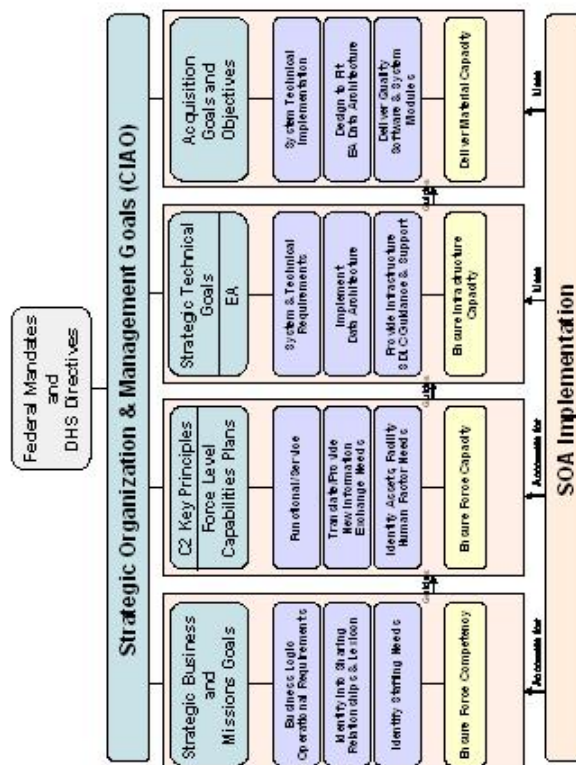 Federal Mandates
and
DHS Directives
Strategic Organization & Management Goals (CIAO)
Strategic Business
and
Missions Goals
Business Logic
Operational Requirements
Identify Info Sharing
Relationships & Lexicon
Identify Staffing Needs
Ensure Force Competency
Accounts for
Guides
C2 Key Principles
Force Level
Capabilities Plans
Functional/Service
Translate/Provide
New Information
Exchange Needs
Identify Assets Facility
Human Factor Needs
Ensure Force Capacity
Accounts for
Guides
Strategic Technical
Goals
EA
System & Technical
Requirements
Implement
Data Architecture
Provide Infrastructure
SDLC Guidance & Support
Ensure Infrastructure
Capacity
Uses
Guides
Acquisition
Goals and
Objectives
System Technical
Implementation
Design to Fit
EA Data Architecture
Deliver Quality
Software & System
Modules
Deliver Material Capacity
Uses
SOA Implementation